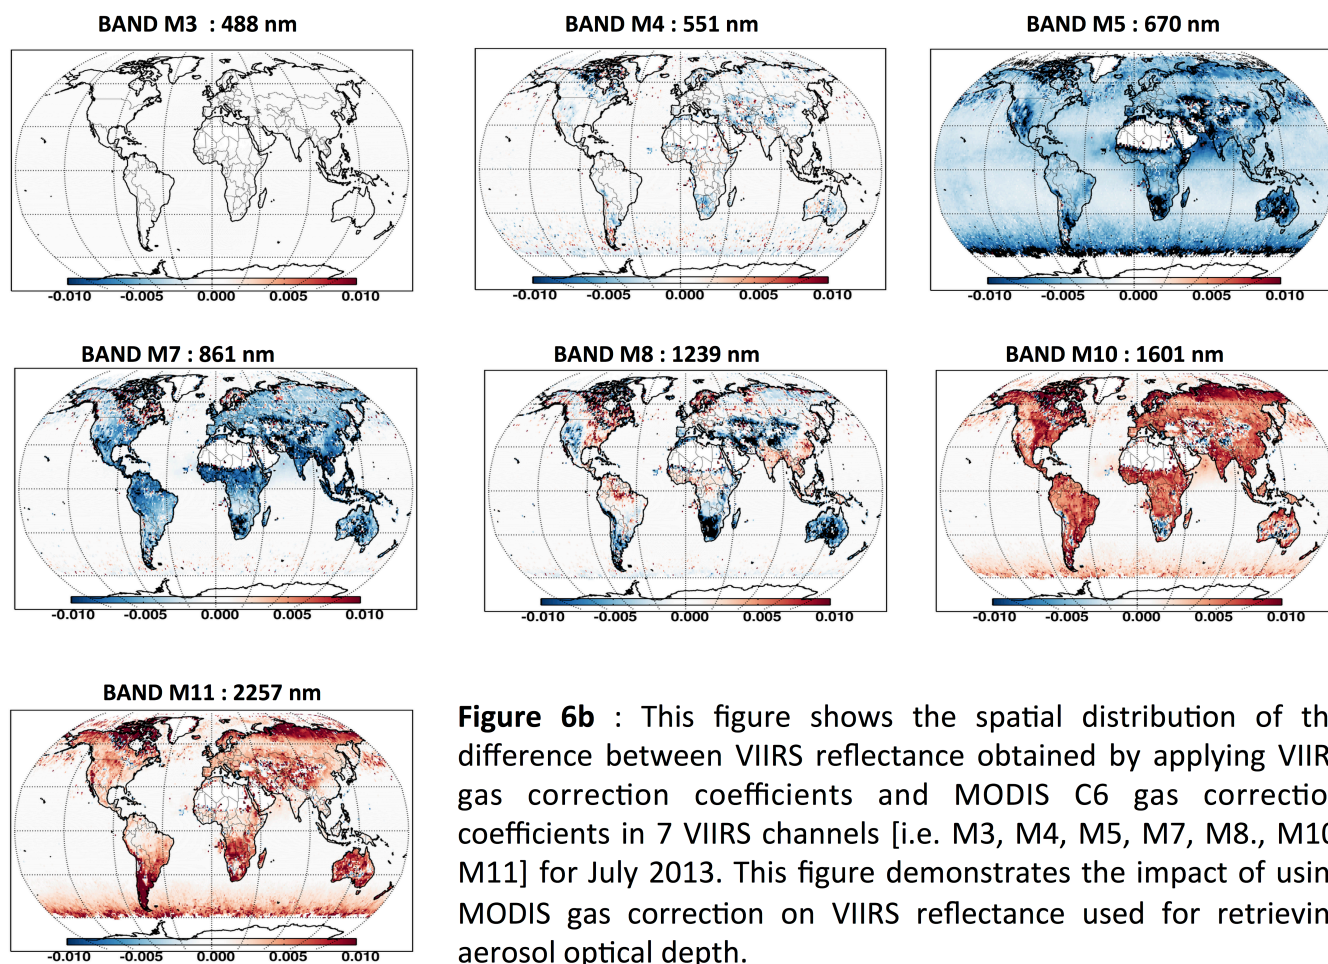 BAND M3 : 488 nm
BAND M4 : 551 nm
BAND M5 : 670 nm
-0.010 -0.005 0.000 0.005 0.010
-0.010 -0.005 0.000 0.005 0.010
-0.010 -0.005 0.000 0.005 0.010
BAND M7 : 861 nm
BAND M8 : 1239 nm
BAND M10 : 1601 nm
-0.010 -0.005 0.000 0.005 0.010
-0.010 -0.005 0.000 0.005 0.010
-0.010 -0.005 0.000 0.005 0.010
BAND M11 : 2257 nm
-0.010 -0.005 0.000 0.005 0.010
Figure 6b : This figure shows the spatial distribution of th
difference between VIIRS reflectance obtained by applying VIIR
gas correction coefficients and MODIS C6 gas correctio
coefficients in 7 VIIRS channels [i.e. M3, M4, M5, M7, M8., M10
M11] for July 2013. This figure demonstrates the impact of usin
MODIS gas correction on VIIRS reflectance used for retrievin
aerosol optical depth.